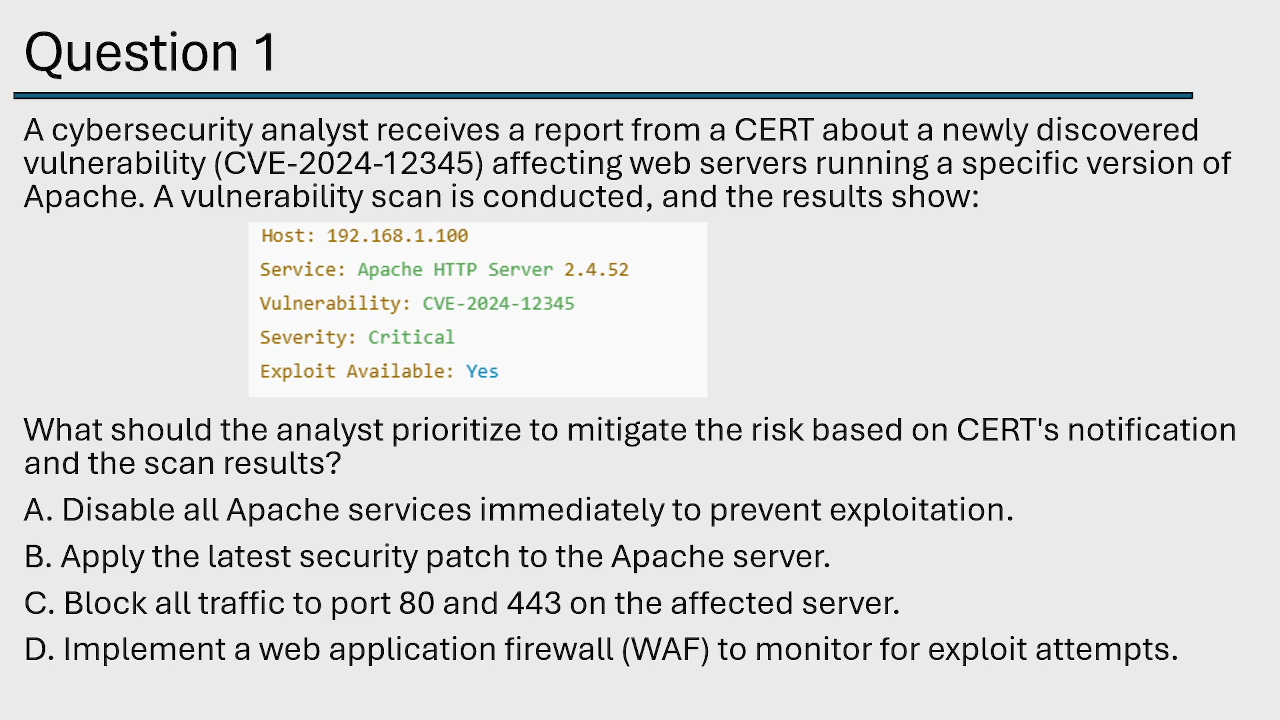 Question 1
A cybersecurity analyst receives a report from a CERT about a newly discovered
vulnerability (CVE-2024-12345) affecting web servers running a specific version of
Apache. A vulnerability scan is conducted, and the results show:
Host: 192.168.1.100
Service: Apache HTTP Server 2.4.52
Vulnerability: CVE-2024-12345
Severity: Critical
Exploit Available: Yes
What should the analyst prioritize to mitigate the risk based on CERT's notification
and the scan results?
A. Disable all Apache services immediately to prevent exploitation.
B. Apply the latest security patch to the Apache server.
C. Block all traffic to port 80 and 443 on the affected server.
D. Implement a web application firewall (WAF) to monitor for exploit attempts.